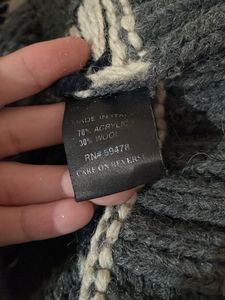 MADE IN ITALY
70% ACRYLIC
30% WOOL
RN# 59478
CARE ON REVERSE